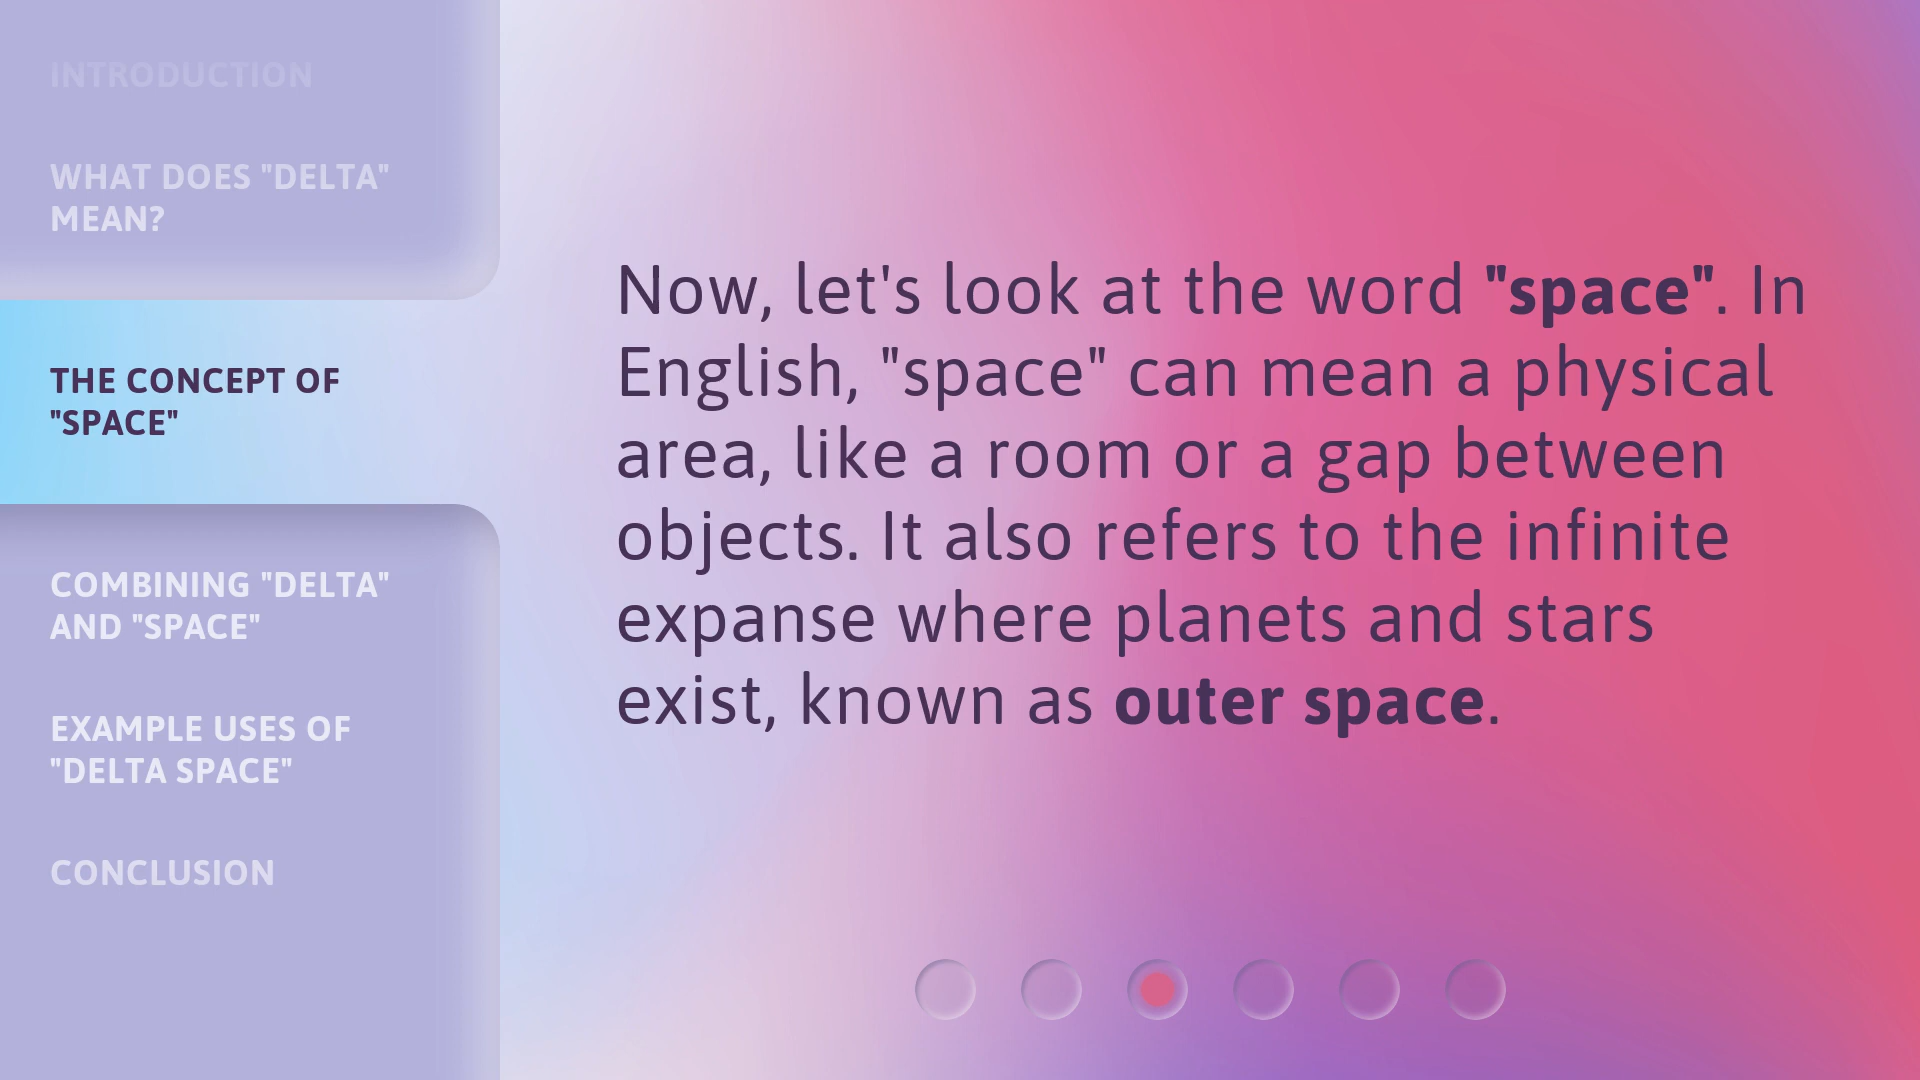 INTRODUCTION
WHAT DOES "DELTA"
MEAN?
THE CONCEPT OF
"SPACE"
COMBINING "DELTA"
AND "SPACE"
EXAMPLE USES OF
"DELTA SPACE"
CONCLUSION
Now, let's look at the word "space". In
English, "space" can mean a physical
area, like a room or a gap between
objects. It also refers to the infinite
expanse where planets and stars
exist, known as outer space.